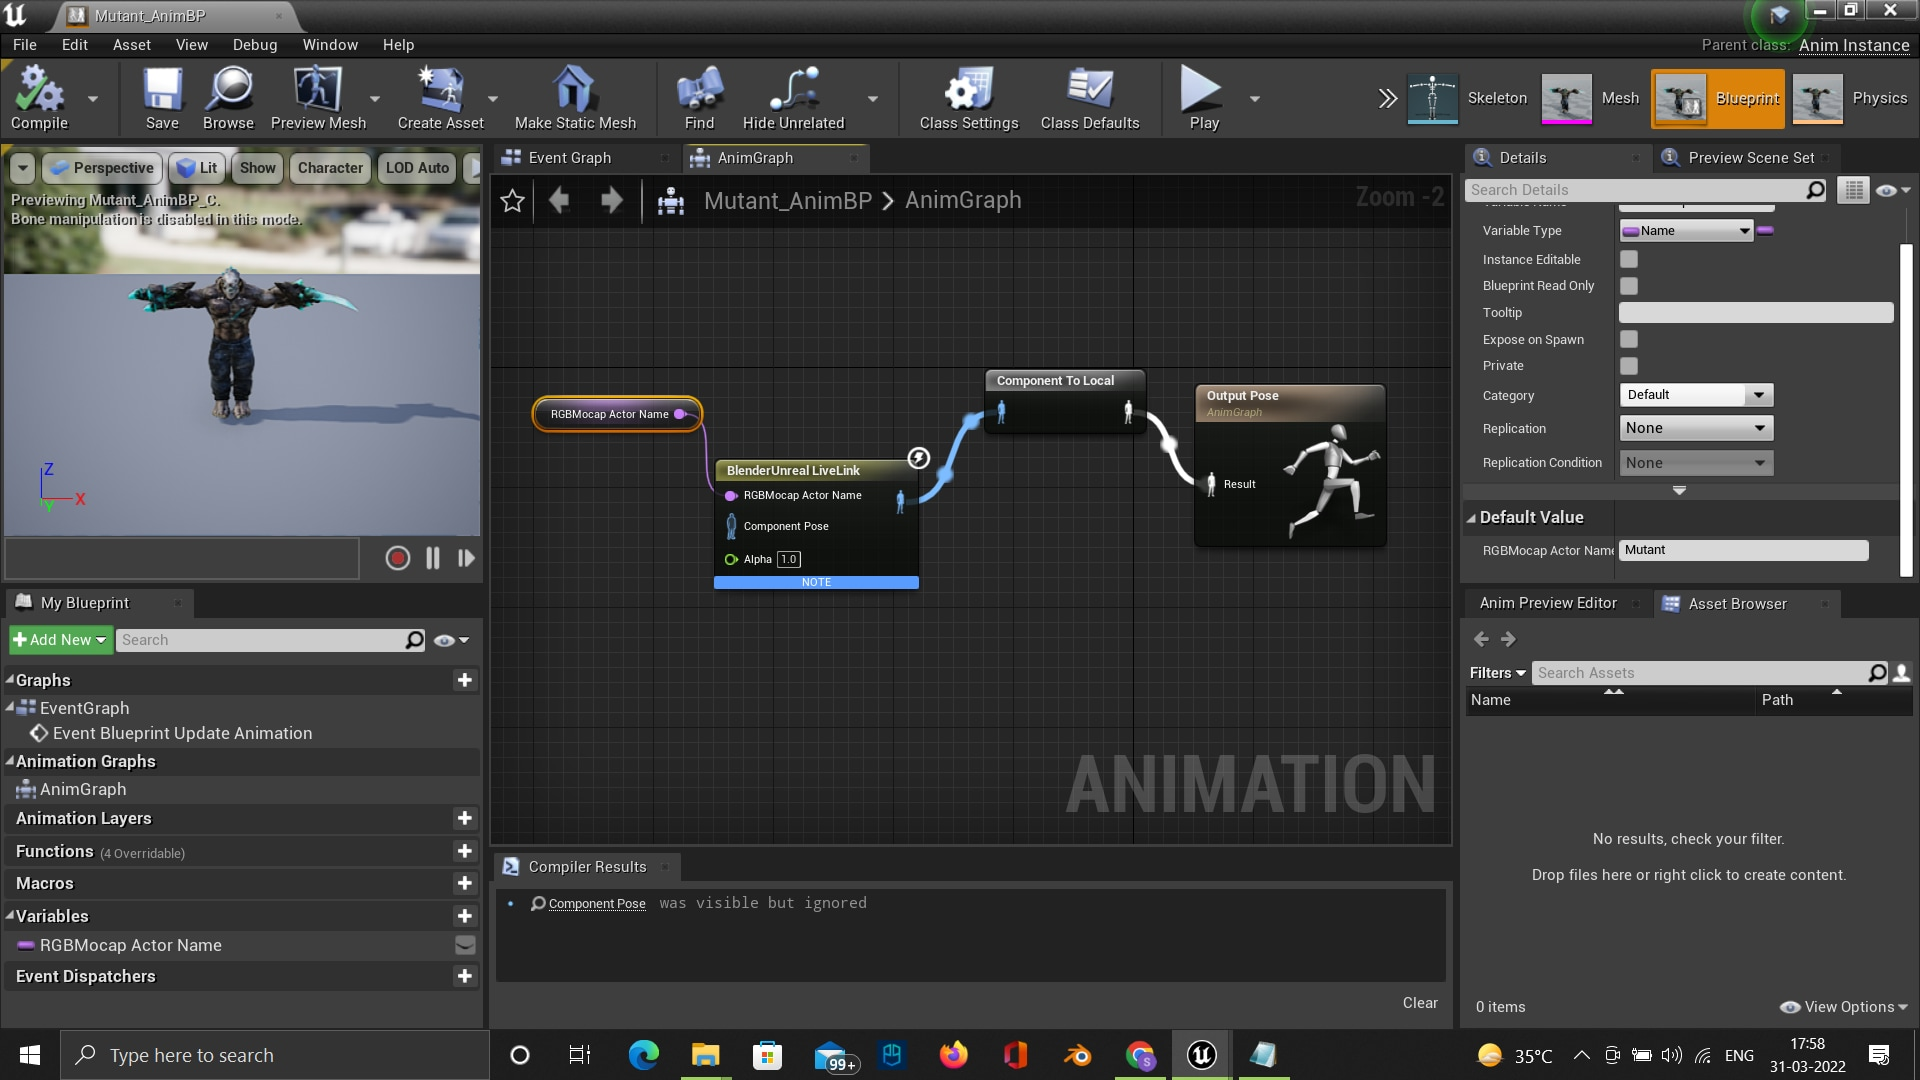 Mutant_AnimBP
File Edit Asset View Debug Window Help
Parent class: Anim Instance
Compile Save Browse Preview Mesh Create Asset Make Static Mesh Find Hide Unrelated Class Settings Class Defaults Play
Skeleton Mesh Blueprint Physics
Perspective Lit Show Character LOD Auto
Previewing Mutant_AnimBP_C.
Bone manipulation is disabled in this mode.
Z
X
Y
Event Graph AnimGraph
Mutant_AnimBP > AnimGraph
Zoom -2
RGBMocap Actor Name
BlenderUnreal LiveLink
RGBMocap Actor Name
Component Pose
Alpha 1.0
NOTE
Component To Local
Output Pose
AnimGraph
Result
ANIMATION
Compiler Results
Component Pose was visible but ignored
Clear
My Blueprint
Add New
Search
Graphs
EventGraph
Event Blueprint Update Animation
Animation Graphs
AnimGraph
Animation Layers
Functions (4 Overridable)
Macros
Variables
RGBMocap Actor Name
Event Dispatchers
Details Preview Scene Set
Search Details
Variable Type Name
Instance Editable
Blueprint Read Only
Tooltip
Expose on Spawn
Private
Category Default
Replication None
Replication Condition None
Default Value
RGBMocap Actor Name Mutant
Anim Preview Editor Asset Browser
Filters Search Assets
Name Path
No results, check your filter.
Drop files here or right click to create content.
0 items
View Options
Type here to search
99+
S
35°C
ENG
17:58
31-03-2022